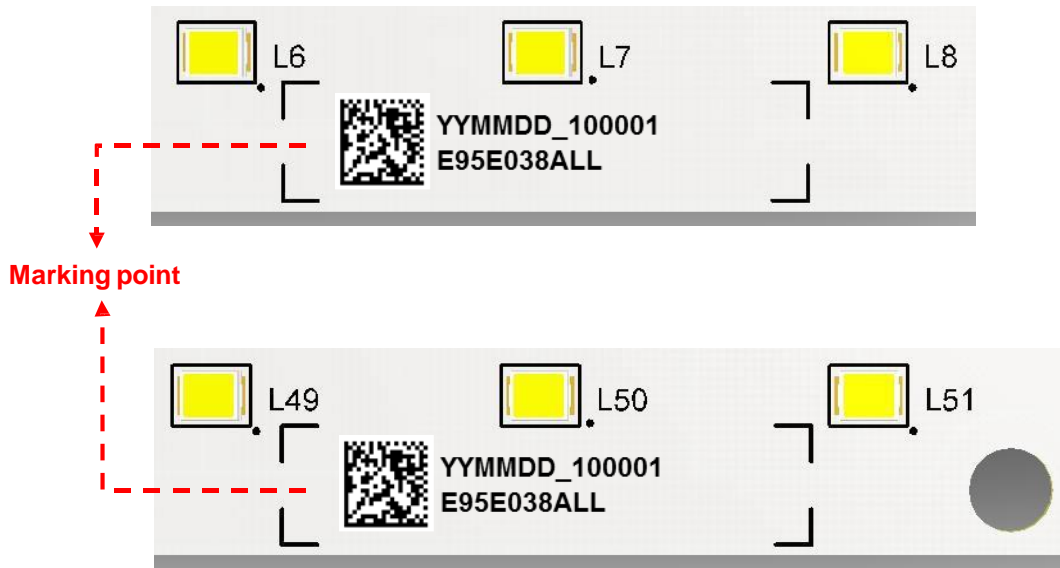 L6
L7
L8
YYMMDD_100001
E95E038ALL
Marking point
L49
L50
L51
YYMMDD_100001
E95E038ALL